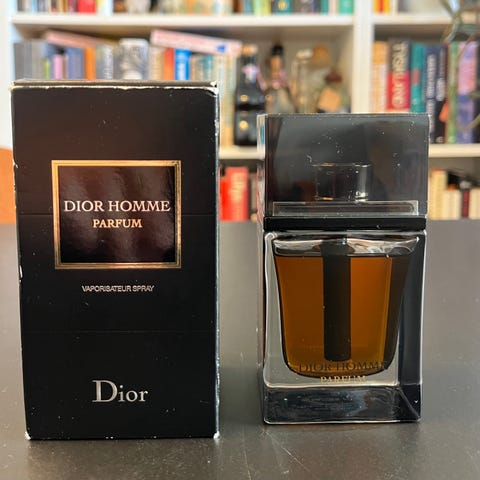 DIOR HOMME
PARFUM
VAPORISATEUR SPRAY
Dior
DIOR HOMME
PARFUM